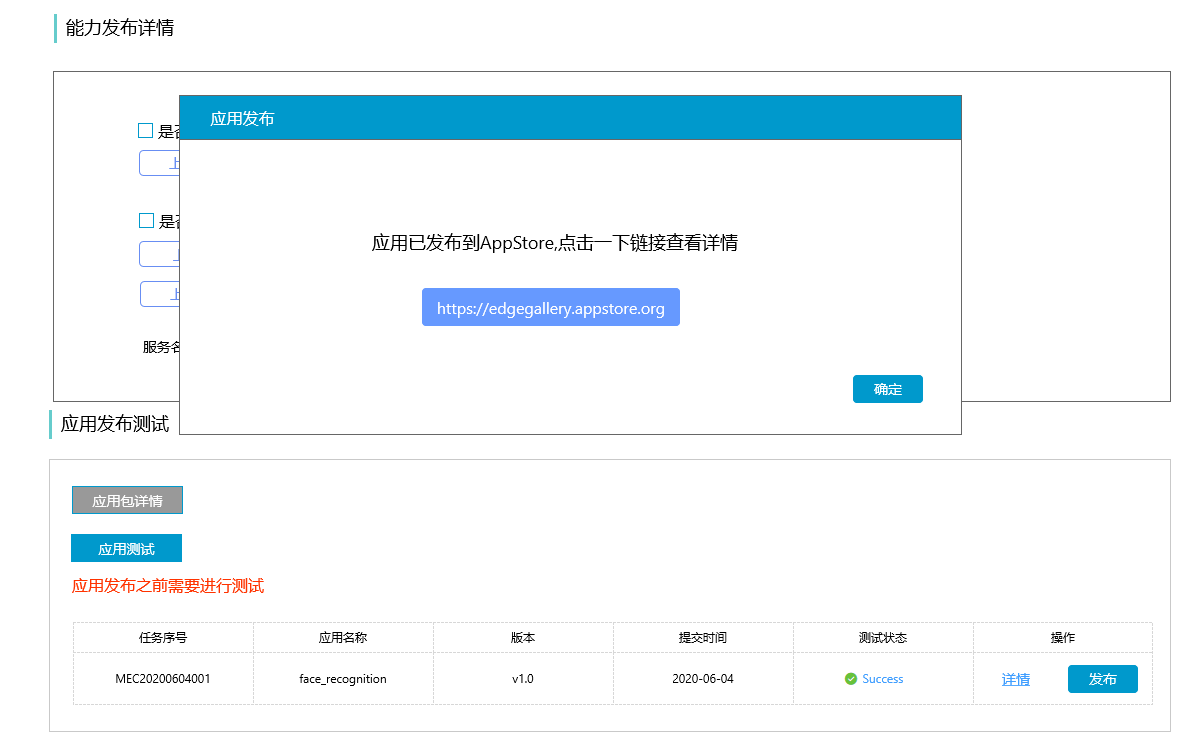 能力发布详情
应用发布
是
应用已发布到AppStore,点击一下链接查看详情
是
https://edgegallery.appstore.org
服务名
确定
应用发布测试
应用包详情
应用测试
应用发布之前需要进行测试
任务序号 应用名称 版本 提交时间 测试状态 操作
MEC20200604001 face_recognition v1.0 2020-06-04 Success 详情 发布